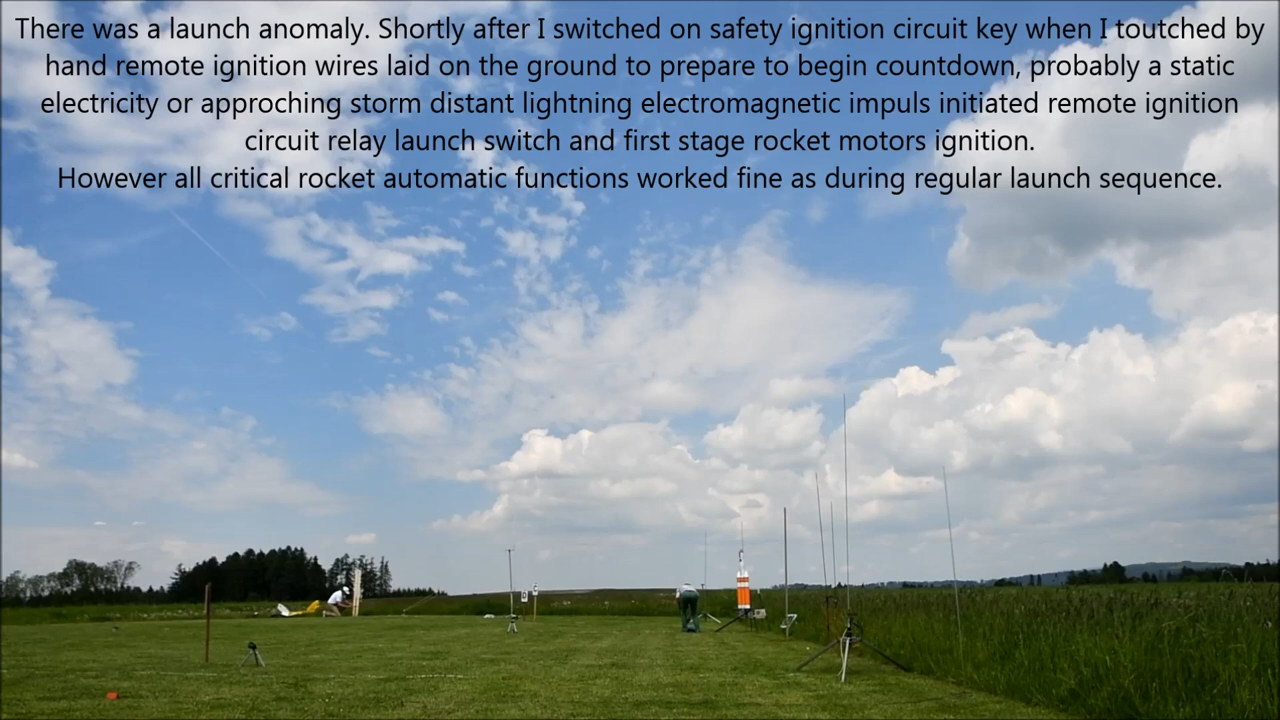 There was a launch anomaly. Shortly after I switched on safety ignition circuit key when I toutched by
hand remote ignition wires laid on the ground to prepare to begin countdown, probably a static
electricity or approching storm distant lightning electromagnetic impuls initiated remote ignition
circuit relay launch switch and first stage rocket motors ignition.
However all critical rocket automatic functions worked fine as during regular launch sequence.